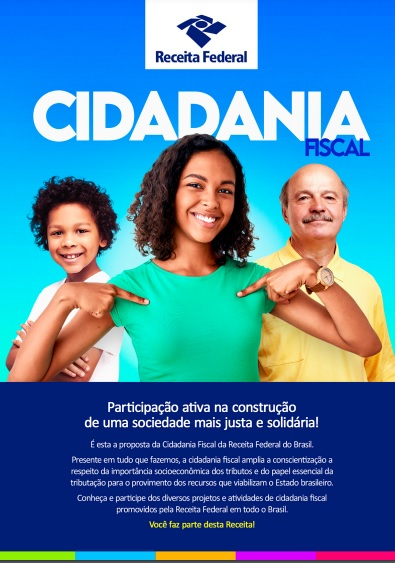 Receita Federal
CIDADANIA
FISCAL
Participação ativa na construção
de uma sociedade mais justa e solidária!
É esta a proposta da Cidadania Fiscal da Receita Federal do Brasil.
Presente em tudo que fazemos, a cidadania fiscal amplia a conscientização a
respeito da importância socioeconômica dos tributos e do papel essencial da
tributação para o provimento dos recursos que viabilizam o Estado brasileiro.
Conheça e participe dos diversos projetos e atividades de cidadania fiscal
promovidos pela Receita Federal em todo o Brasil.
Você faz parte desta Receita!